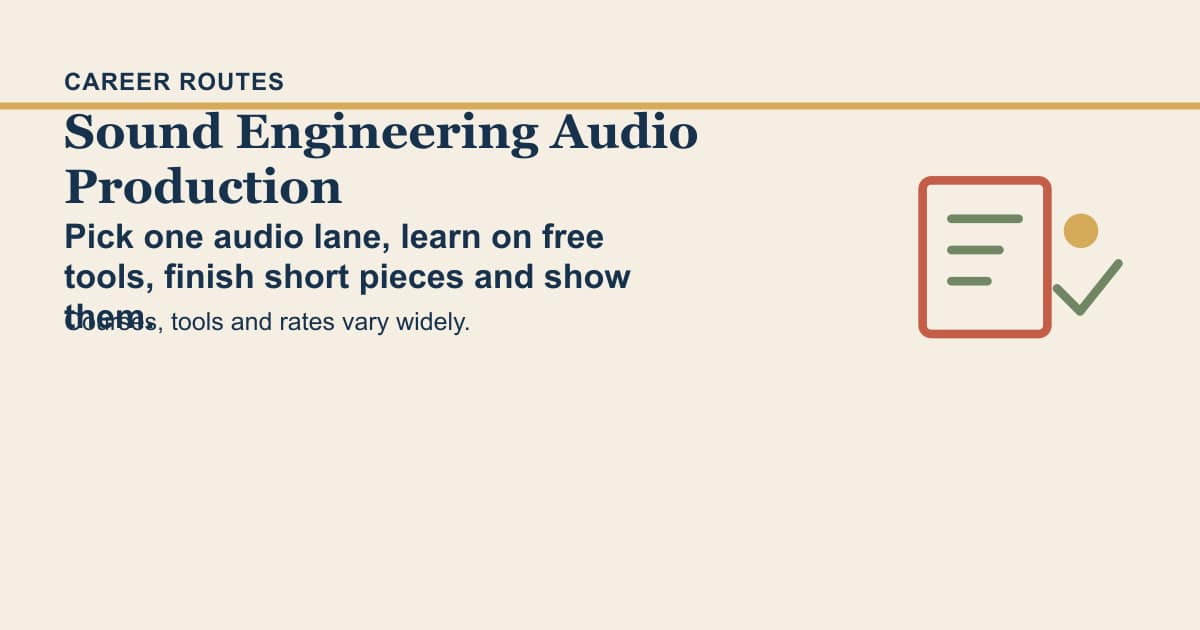 CAREER ROUTES
Sound Engineering Audio
Production
Pick one audio lane, learn on free
tools, finish short pieces and show
them.
Courses, tools and rates vary widely.